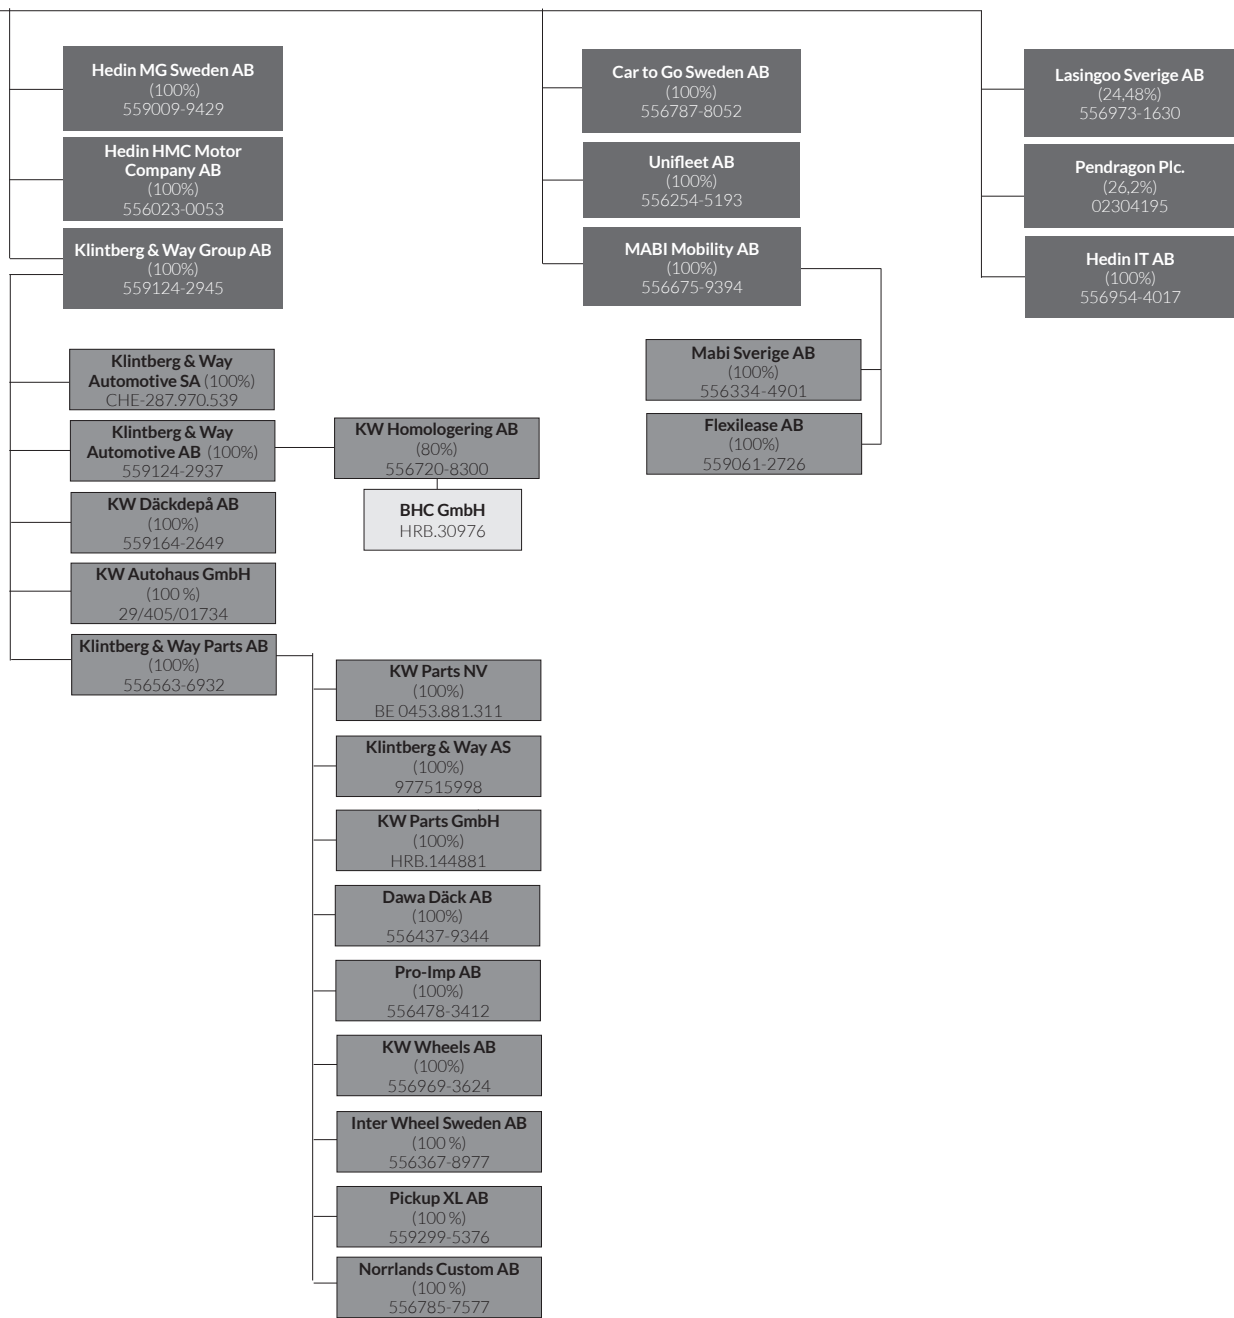 Hedin MG Sweden AB
(100%)
559009-9429
Hedin HMC Motor
Company AB
(100%)
556023-0053
Klintberg & Way Group AB
(100%)
559124-2945
Klintberg & Way
Automotive SA (100%)
CHE-287.970.539
Klintberg & Way
Automotive AB (100%)
559124-2937
KW Däckdepå AB
(100%)
559164-2649
KW Autohaus GmbH
(100 %)
29/405/01734
Klintberg & Way Parts AB
(100%)
556563-6932
KW Homologering AB
(80%)
556720-8300
BHC GmbH
HRB.30976
KW Parts NV
(100%)
BE 0453.881.311
Klintberg & Way AS
(100%)
977515998
KW Parts GmbH
(100%)
HRB.144881
Dawa Däck AB
(100%)
556437-9344
Pro-Imp AB
(100%)
556478-3412
KW Wheels AB
(100%)
556969-3624
Inter Wheel Sweden AB
(100 %)
556367-8977
Pickup XL AB
(100 %)
559299-5376
Norrlands Custom AB
(100 %)
556785-7577
Car to Go Sweden AB
(100%)
556787-8052
Unifleet AB
(100%)
556254-5193
MABI Mobility AB
(100%)
556675-9394
Mabi Sverige AB
(100%)
556334-4901
Flexilease AB
(100%)
559061-2726
Lasingoo Sverige AB
(24,48%)
556973-1630
Pendragon Plc.
(26,2%)
02304195
Hedin IT AB
(100%)
556954-4017